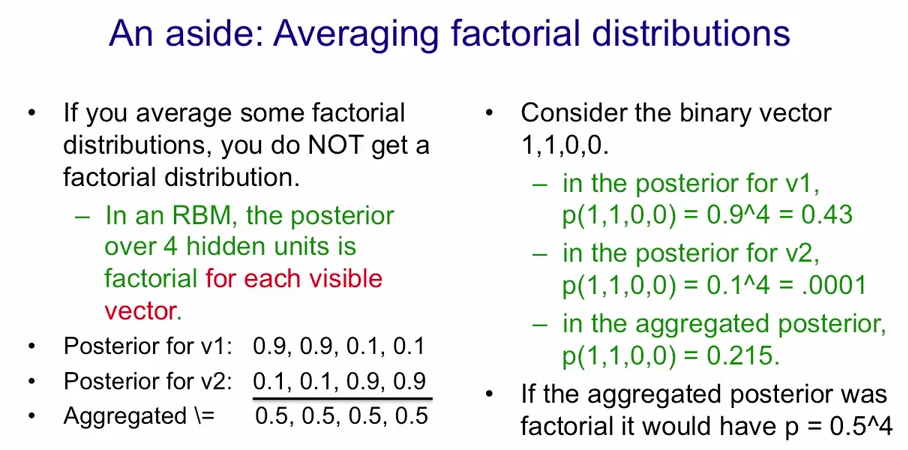 An aside: Averaging factorial distributions
• If you average some factorial
distributions, you do NOT get a
factorial distribution.
– In an RBM, the posterior
over 4 hidden units is
factorial for each visible
vector.
• Posterior for v1: 0.9, 0.9, 0.1, 0.1
• Posterior for v2: 0.1, 0.1, 0.9, 0.9
• Aggregated \= 0.5, 0.5, 0.5, 0.5
• Consider the binary vector
1,1,0,0.
– in the posterior for v1,
p(1,1,0,0) = 0.9^4 = 0.43
– in the posterior for v2,
p(1,1,0,0) = 0.1^4 = .0001
– in the aggregated posterior,
p(1,1,0,0) = 0.215.
• If the aggregated posterior was
factorial it would have p = 0.5^4